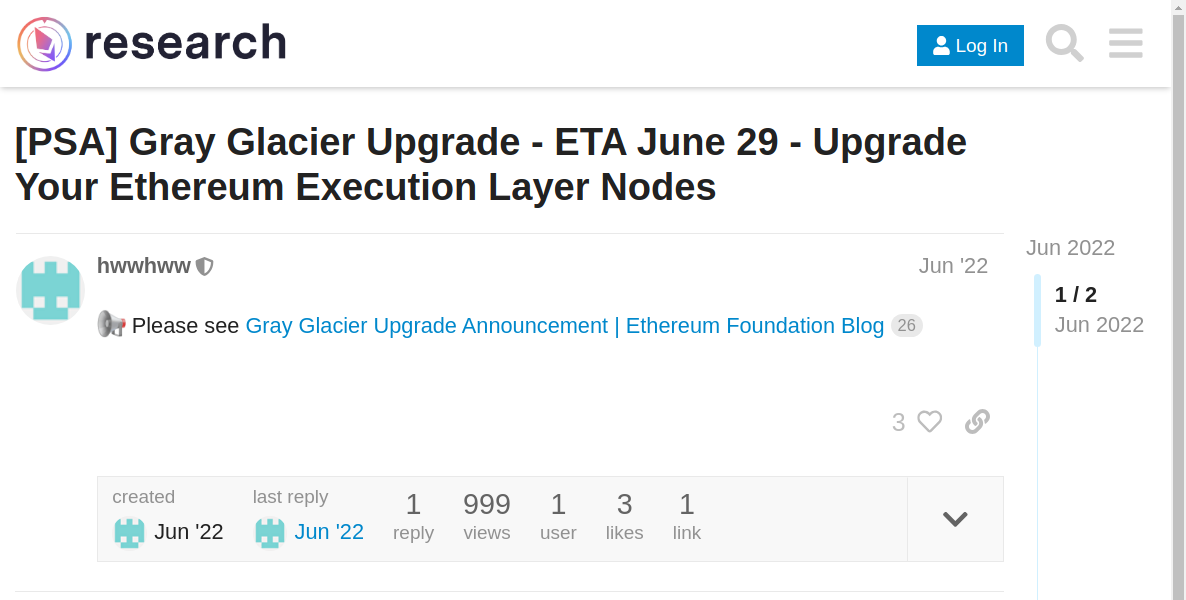 research
Log In
[PSA] Gray Glacier Upgrade - ETA June 29 - Upgrade
Your Ethereum Execution Layer Nodes
Jun 2022
hwwhww
Jun '22
1 / 2
Jun 2022
Please see Gray Glacier Upgrade Announcement | Ethereum Foundation Blog 26
3
created
last reply
1
999
1
3
1
Jun '22
Jun '22
reply
views
user
likes
link